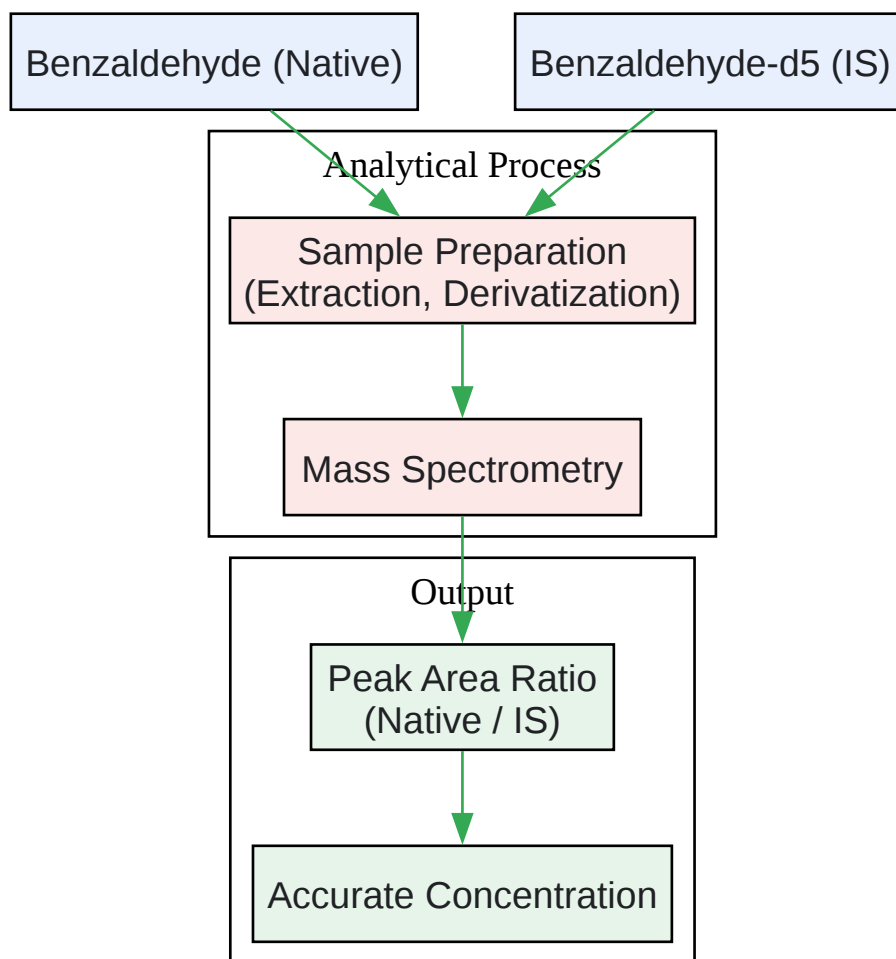 Benzaldehyde (Native)
Benzaldehyde-d5 (IS)
Analytical Process
Sample Preparation
(Extraction, Derivatization)
Mass Spectrometry
Output
Peak Area Ratio
(Native / IS)
Accurate Concentration